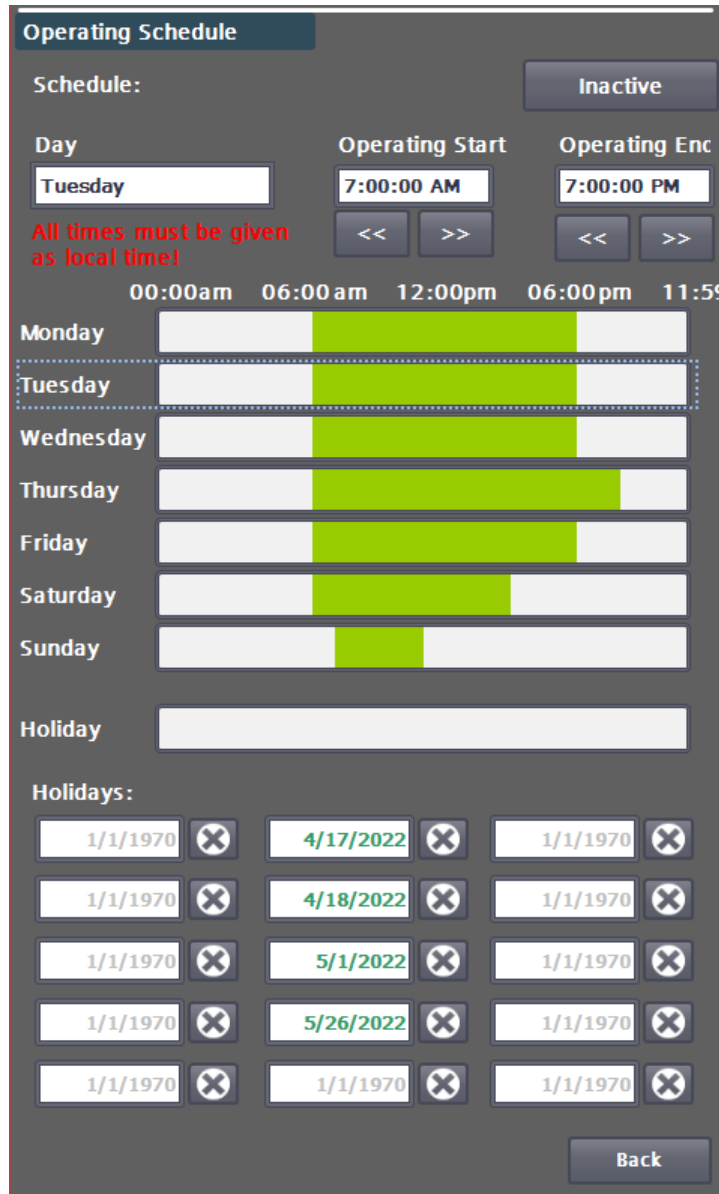 Operating Schedule
Schedule:
Inactive
Day
Operating Start
Operating Enc
Tuesday
7:00:00 AM
7:00:00 PM
All times must be given
as local time!
<< >>
<< >>
00:00am 06:00am 12:00pm 06:00pm 11:59
Monday
Tuesday
Wednesday
Thursday
Friday
Saturday
Sunday
Holiday
Holidays:
1/1/1970 4/17/2022 1/1/1970
1/1/1970 4/18/2022 1/1/1970
1/1/1970 5/1/2022 1/1/1970
1/1/1970 5/26/2022 1/1/1970
1/1/1970 1/1/1970 1/1/1970
Back